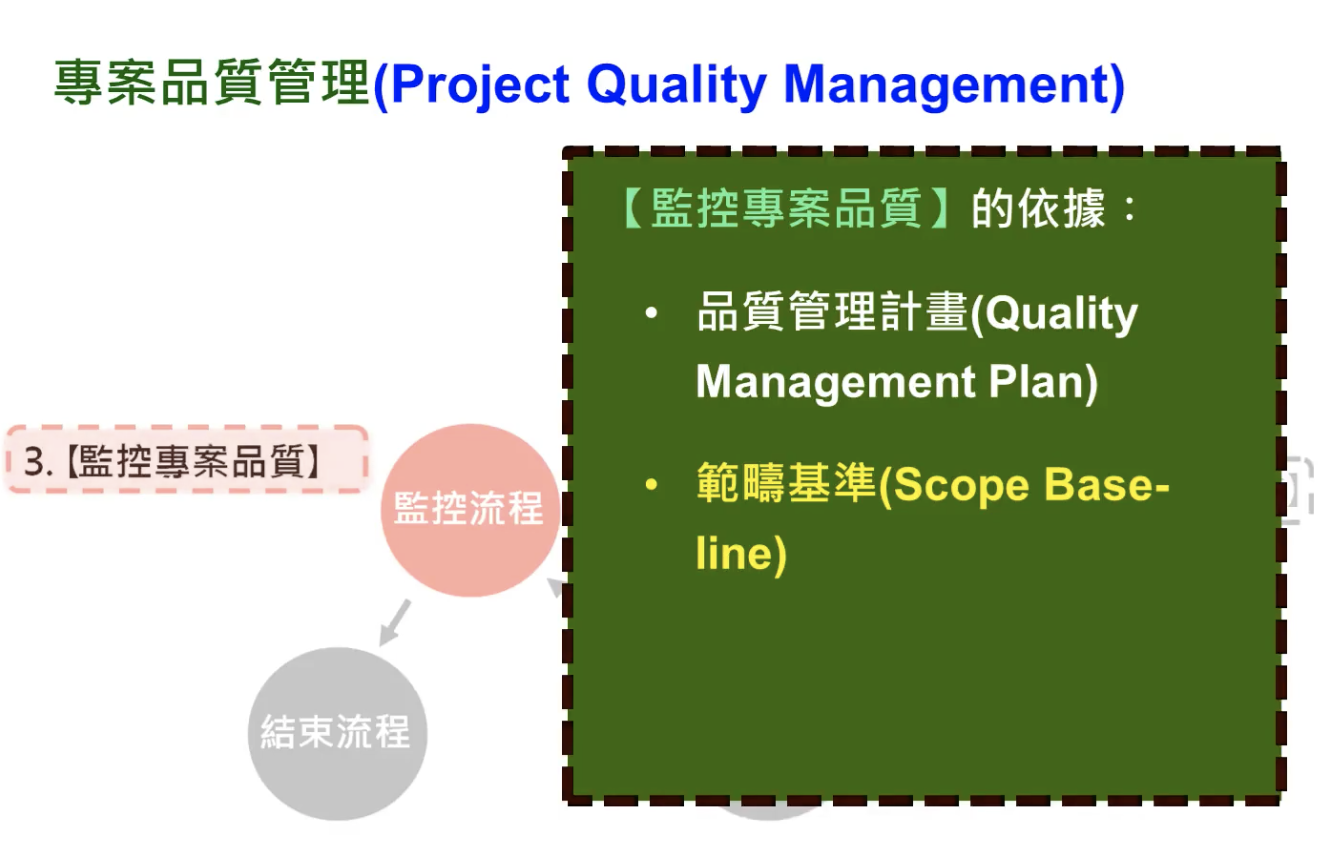 專案品質管理(Project Quality Management)
【監控專案品質】的依據：
• 品質管理計畫(Quality
Management Plan)
• 範疇基準(Scope Base-
line)
3.【監控專案品質】
監控流程
結束流程